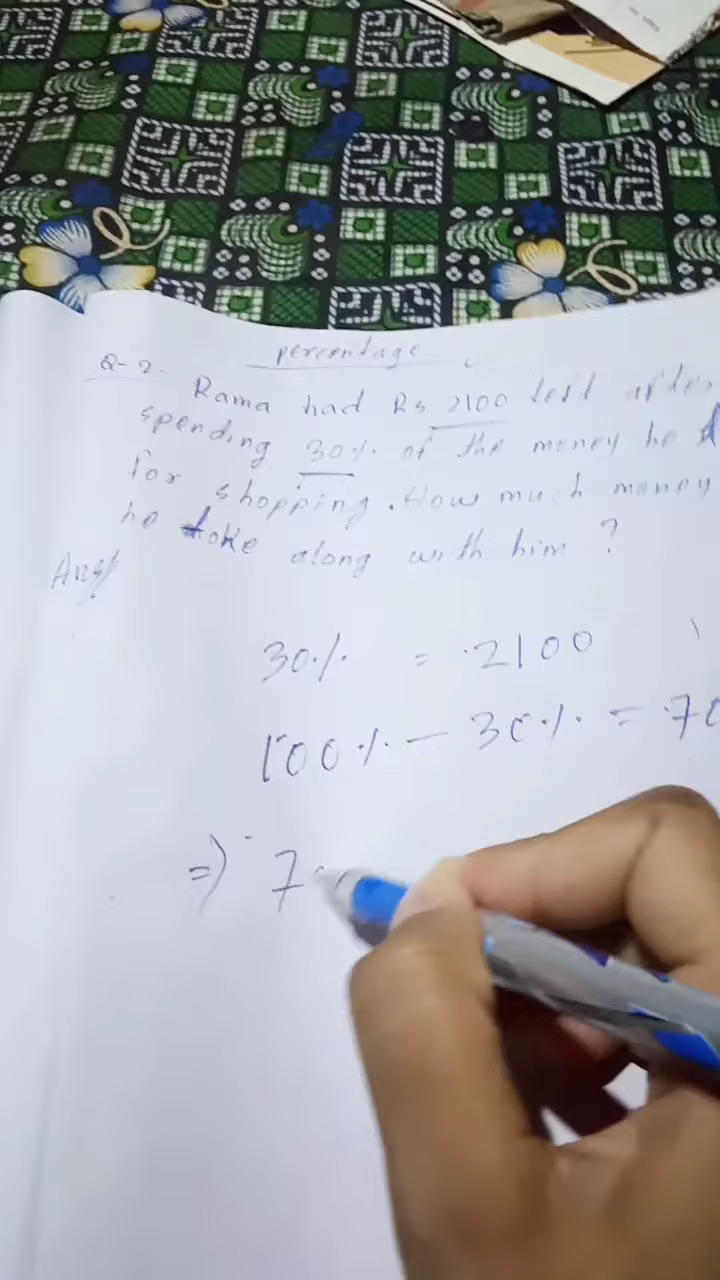 percentage
Q-2. Rama had Rs 2100 left after
spending 30% of the money he
for shopping. How much money
he toke along with him ?
Ans/
30% = 2100
100% - 30% = 70
=) 7